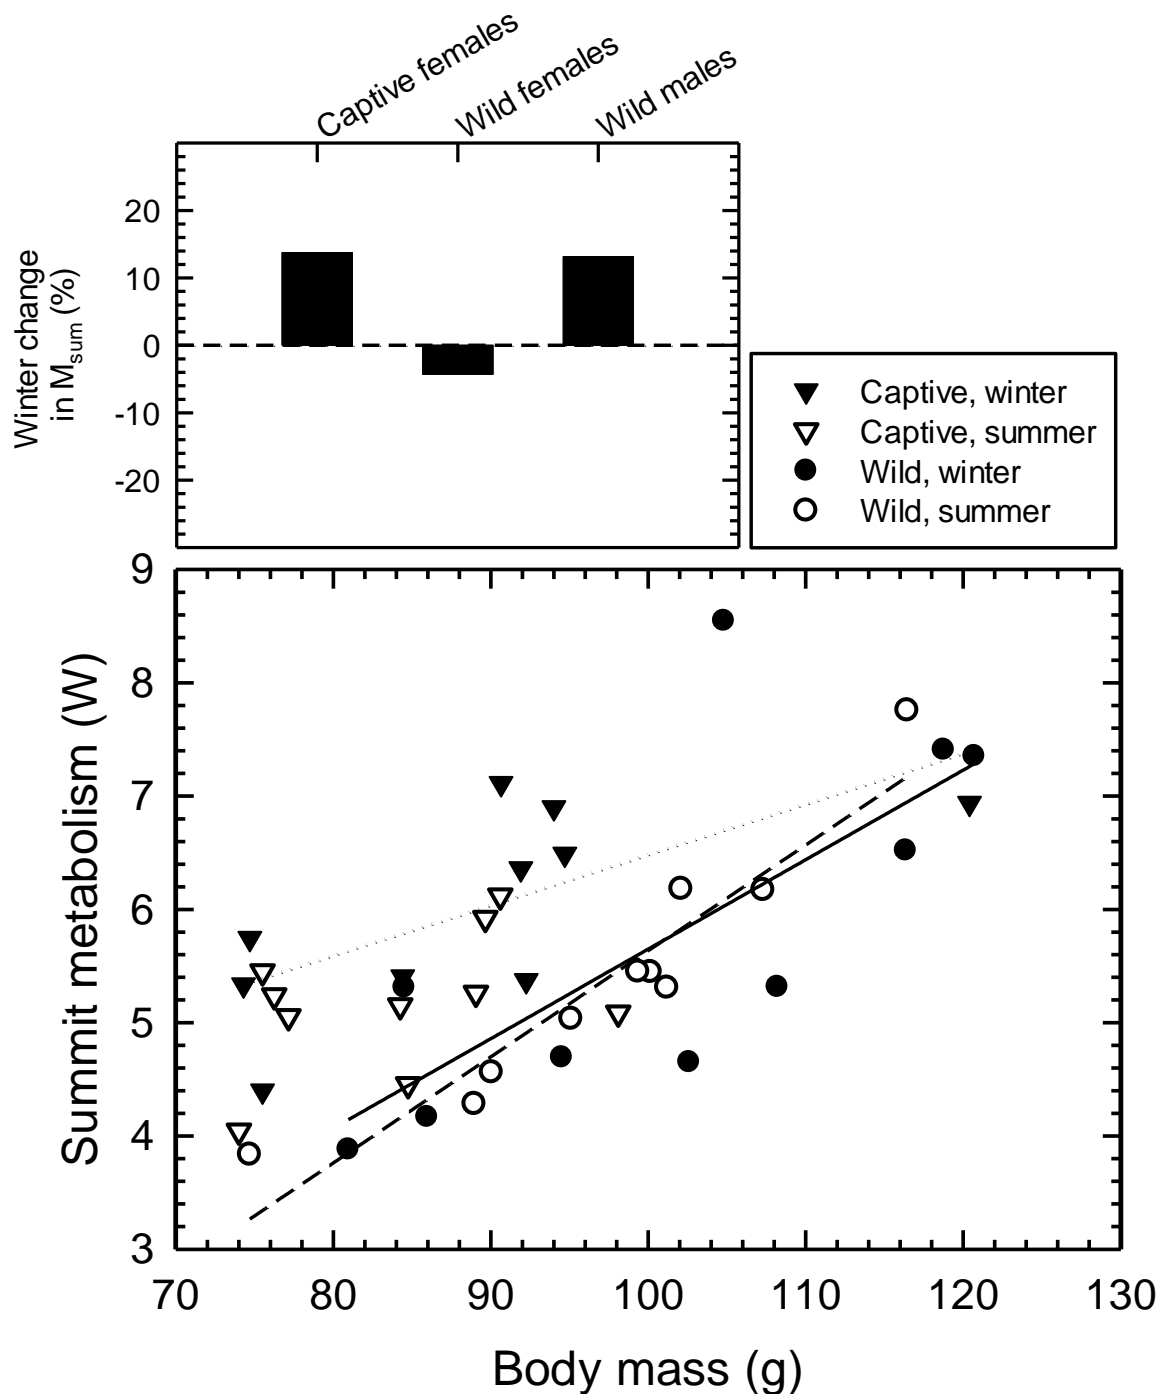 Captive females
Wild females
Wild males
Winter change
in Msum (%)
20
10
0
-10
-20
Captive, winter
Captive, summer
Wild, winter
Wild, summer
Summit metabolism (W)
9
8
7
6
5
4
3
70 80 90 100 110 120 130
Body mass (g)